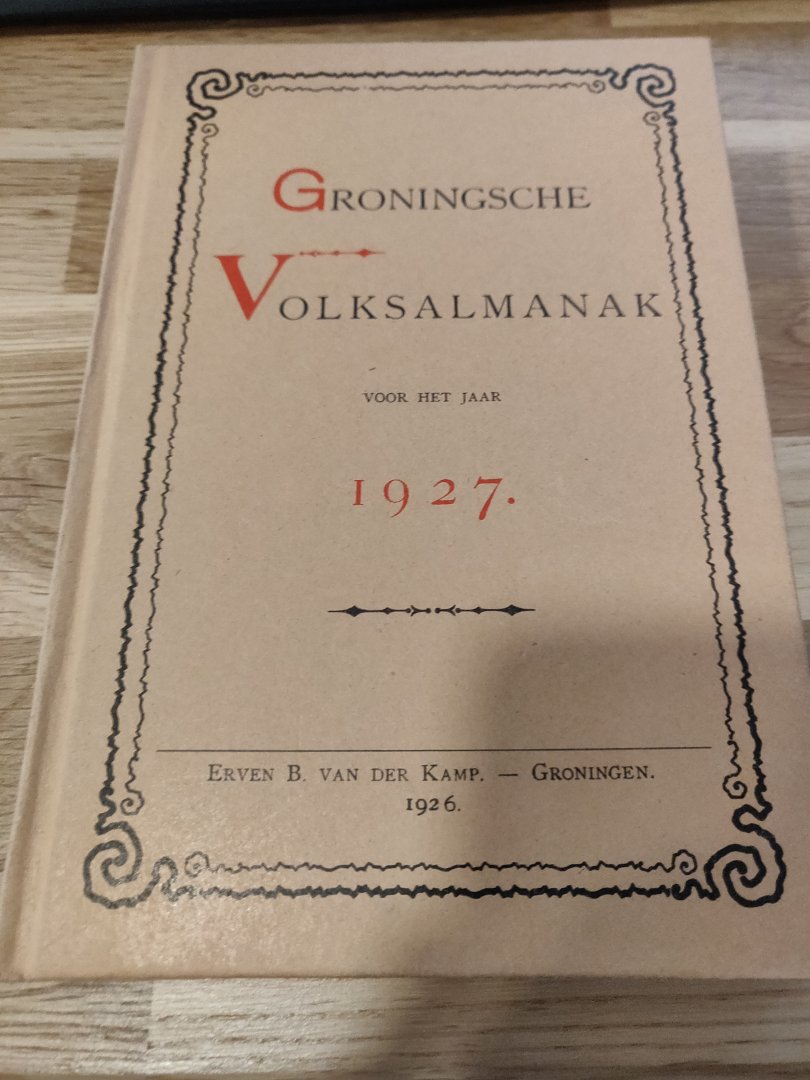 GRONINGSCHE
VOLKSALMANAK
VOOR HET JAAR
1927.
ERVEN B. VAN DER KAMP. — GRONINGEN.
1926.